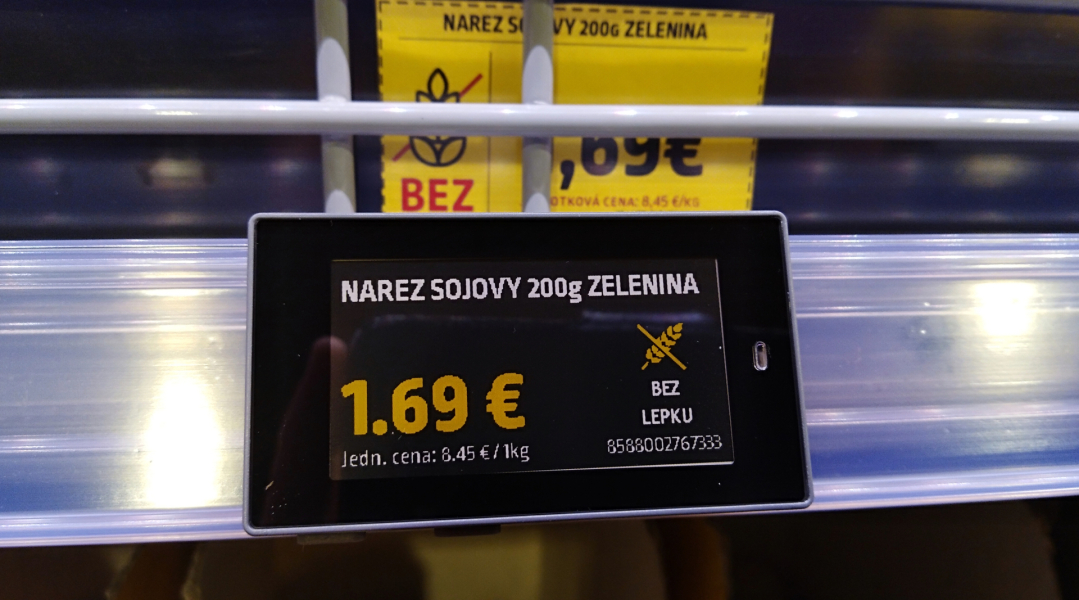 NAREZ SOJOVY 200G ZELENINA
,69€
BEZ
CENA: 8,45 €/KG
NAREZ SOJOVY 200g ZELENINA
1.69 €
Jedn. cena: 8.45 € / 1kg
BEZ
LEPKU
8588002767333